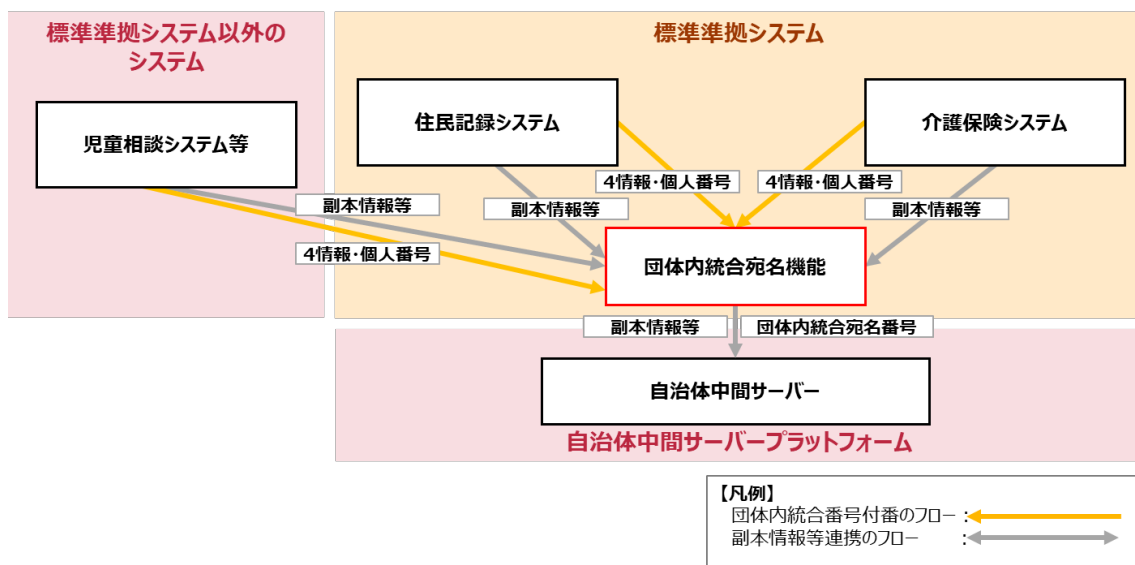 標準準拠システム以外の
システム
標準準拠システム
児童相談システム等
住民記録システム
介護保険システム
4情報・個人番号
4情報・個人番号
副本情報等
副本情報等
副本情報等
4情報・個人番号
団体内統合宛名機能
副本情報等
団体内統合宛名番号
自治体中間サーバー
自治体中間サーバープラットフォーム
【凡例】
団体内統合番号付番のフロー：
副本情報等連携のフロー　　：